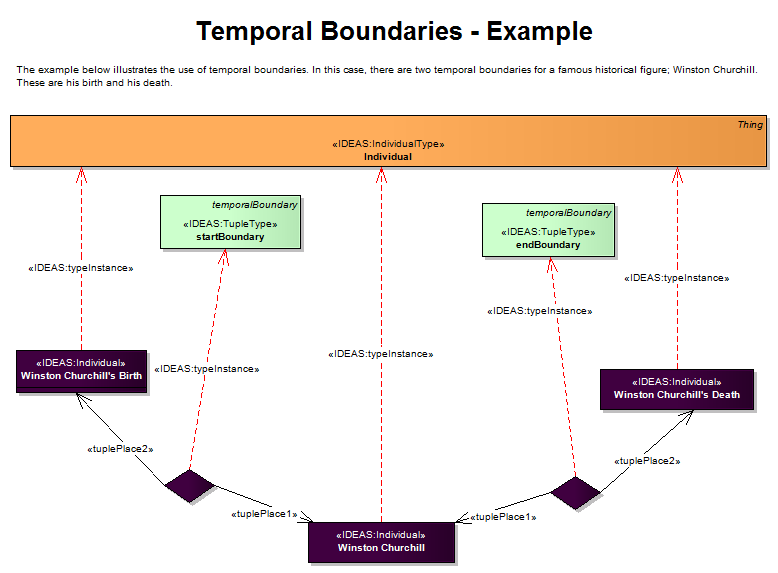 Temporal Boundaries - Example
The example below illustrates the use of temporal boundaries. In this case, there are two temporal boundaries for a famous historical figure; Winston Churchill.
These are his birth and his death.
Thing
«IDEAS:IndividualType»
Individual
temporalBoundary
«IDEAS:TupleType»
startBoundary
temporalBoundary
«IDEAS:TupleType»
endBoundary
«IDEAS:typeInstance»
«IDEAS:typeInstance»
«IDEAS:typeInstance»
«IDEAS:typeInstance»
«IDEAS:typeInstance»
«IDEAS:Individual»
Winston Churchill's Birth
«IDEAS:Individual»
Winston Churchill's Death
«tuplePlace2»
«tuplePlace2»
«tuplePlace1»
«tuplePlace1»
«IDEAS:Individual»
Winston Churchill